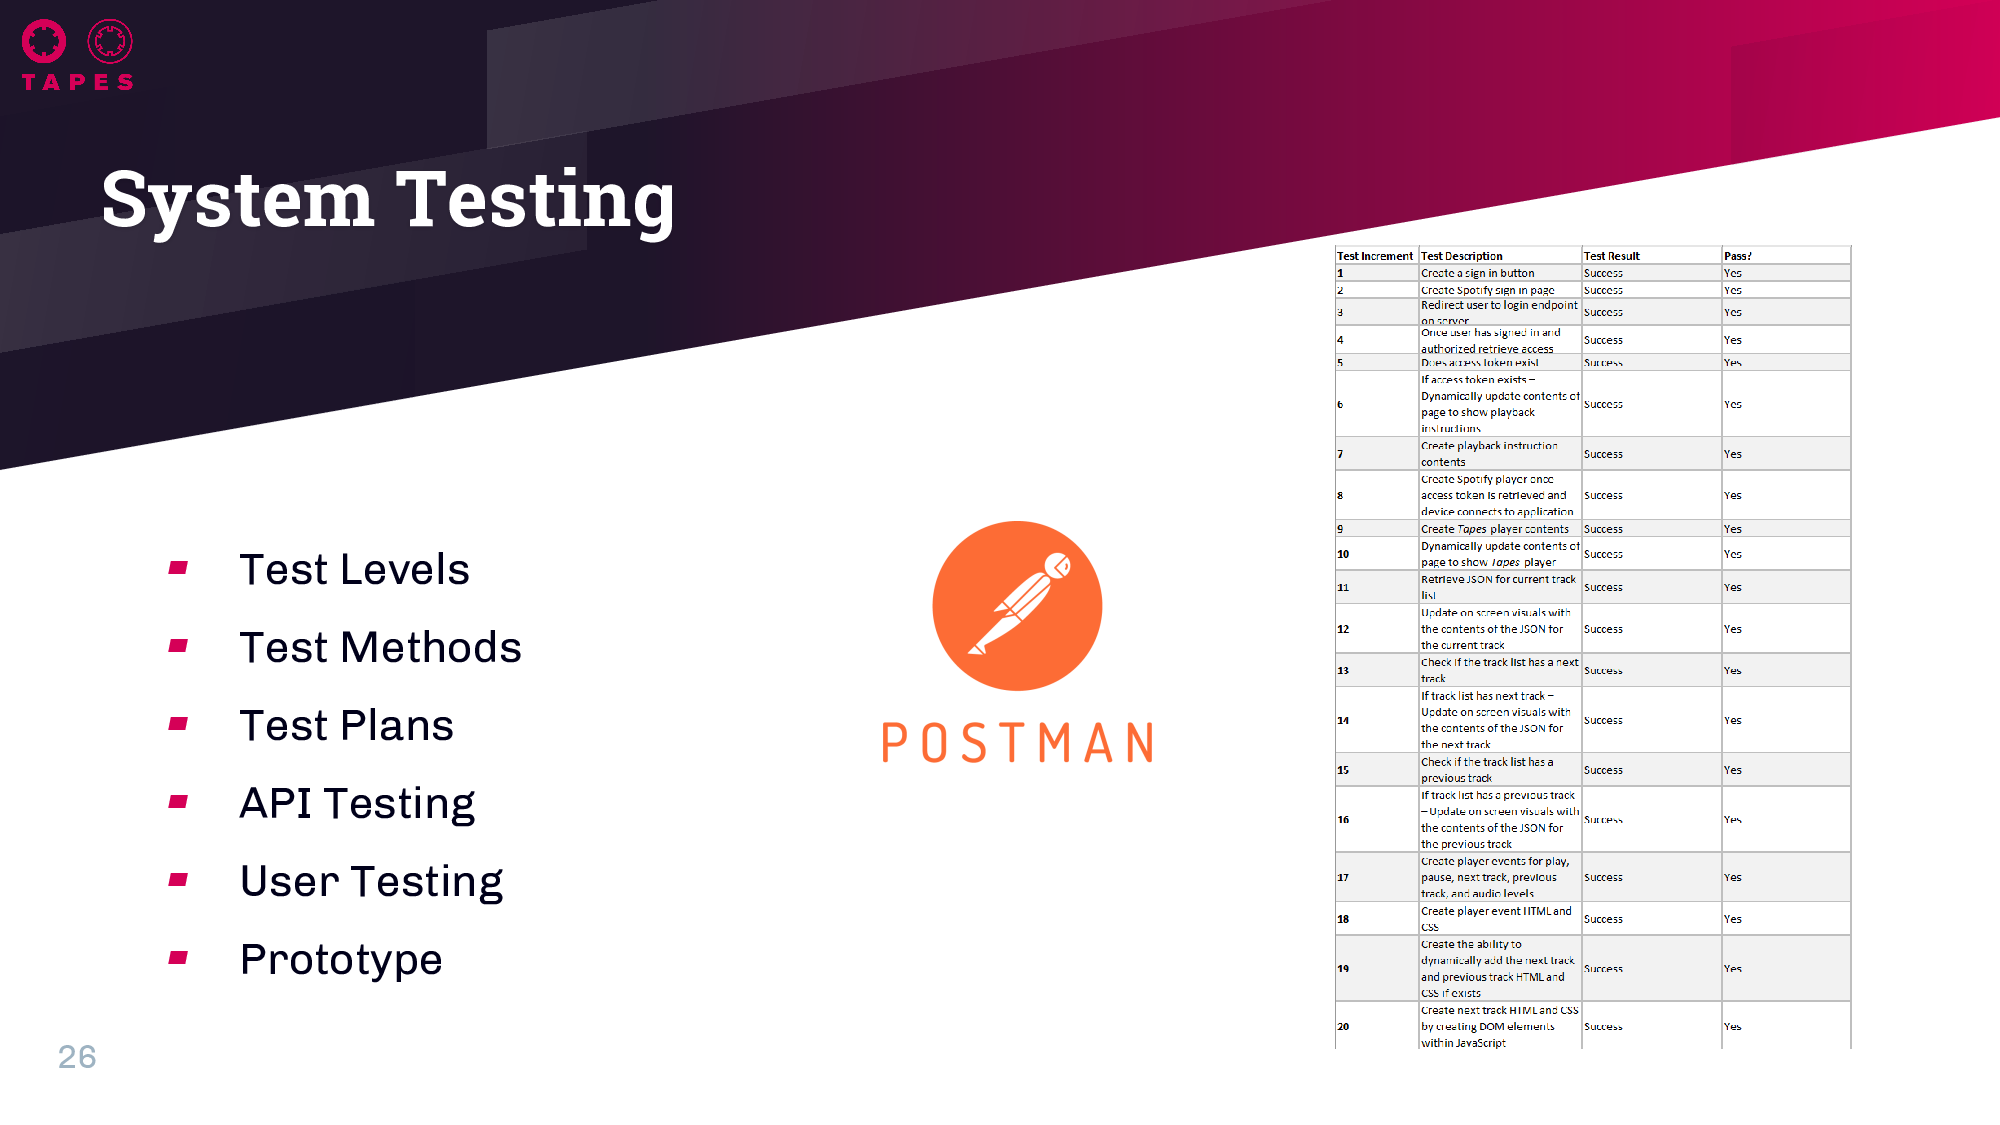 TAPES
System Testing
Test Levels
Test Methods
Test Plans
API Testing
User Testing
Prototype
POSTMAN
Test Increment Test Description Test Result Pass?
1 Create a sign in button Success Yes
2 Create Spotify sign in page Success Yes
3 Redirect user to login endpoint
on server Success Yes
4 Once user has signed in and
authorized retrieve access Success Yes
5 Does access token exist Success Yes
6 If access token exists –
Dynamically update contents of
page to show playback
instructions Success Yes
7 Create playback instruction
contents Success Yes
8 Create Spotify player once
access token is retrieved and
device connects to application Success Yes
9 Create Tapes player contents Success Yes
10 Dynamically update contents of
page to show Tapes player Success Yes
11 Retrieve JSON for current track
list Success Yes
12 Update on screen visuals with
the contents of the JSON for
the current track Success Yes
13 Check if the track list has a next
track Success Yes
14 If track list has next track –
Update on screen visuals with
the contents of the JSON for
the next track Success Yes
15 Check if the track list has a
previous track Success Yes
16 If track list has a previous track
– Update on screen visuals with
the contents of the JSON for
the previous track Success Yes
17 Create player events for play,
pause, next track, previous
track, and audio levels Success Yes
18 Create player event HTML and
CSS Success Yes
19 Create the ability to
dynamically add the next track
and previous track HTML and
CSS if exists Success Yes
20 Create next track HTML and CSS
by creating DOM elements
within JavaScript Success Yes
26